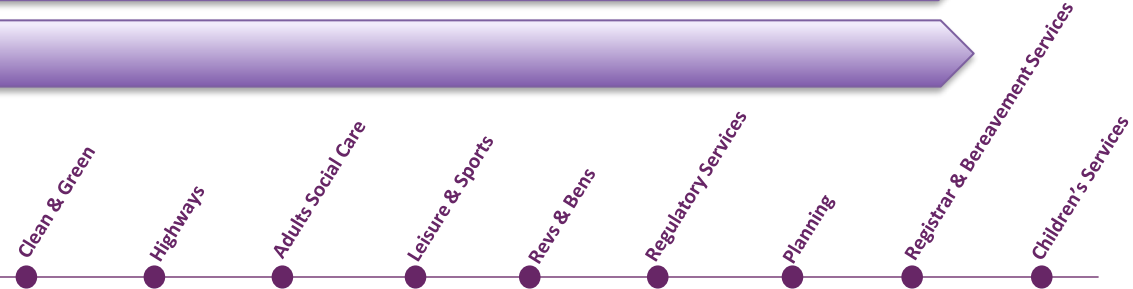 Clean & Green
Highways
Adults Social Care
Leisure & Sports
Revs & Bens
Regulatory Services
Planning
Registrar & Bereavement Services
Children's Services